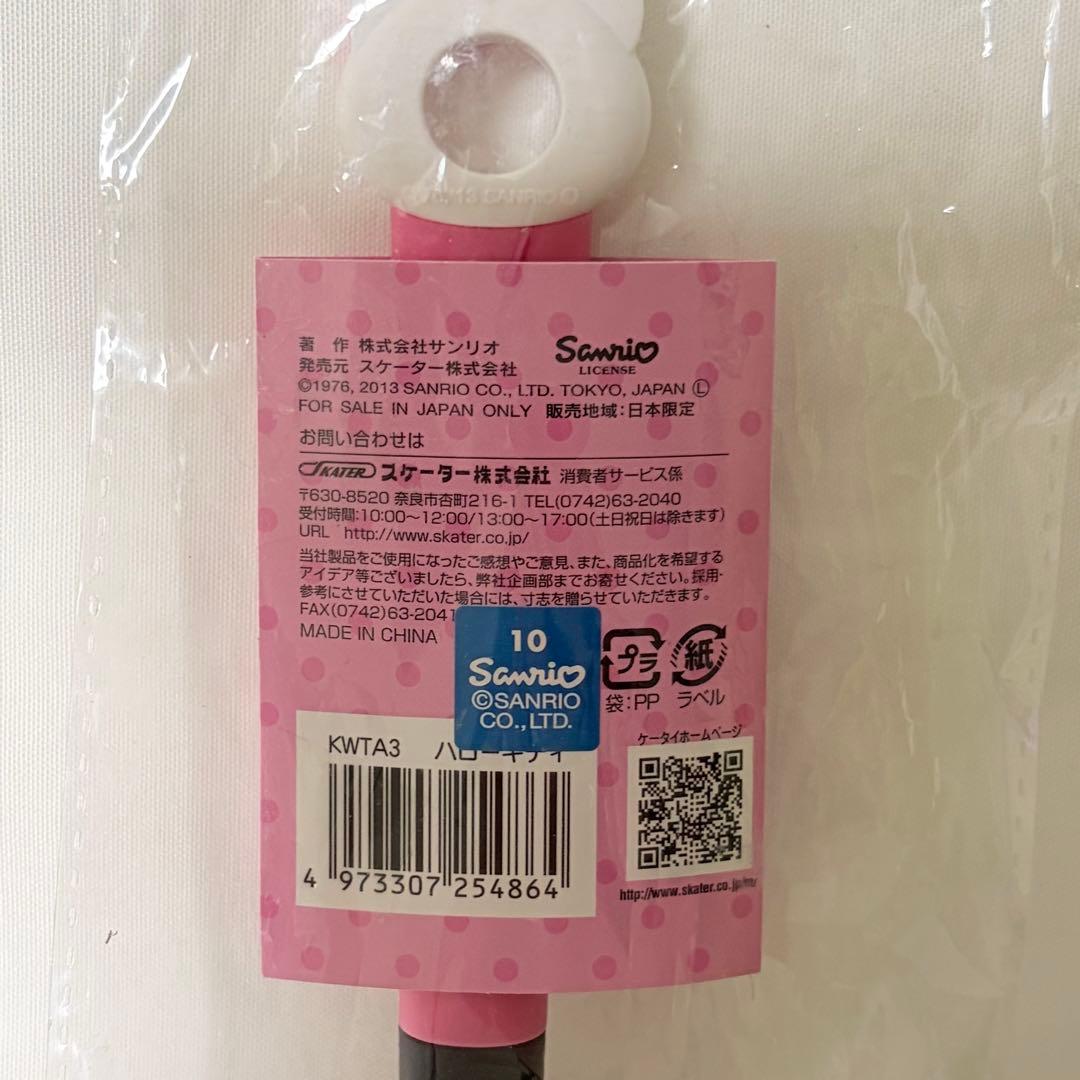 '13 SANRIO
著 作 株式会社サンリオ
発売元 スケーター株式会社
Sanrio
LICENSE
©1976, 2013 SANRIO CO., LTD. TOKYO, JAPAN Ⓛ
FOR SALE IN JAPAN ONLY 販売地域:日本限定
お問い合わせは
SKATER スケーター株式会社 消費者サービス係
〒630-8520 奈良市杏町216-1 TEL(0742)63-2040
受付時間:10:00〜12:00/13:00〜17:00(土日祝日は除きます)
URL http://www.skater.co.jp/
当社製品をご使用になったご感想やご意見、また、商品化を希望する
アイデア等ございましたら、弊社企画部までお寄せください。採用・
参考にさせていただいた場合には、寸志を贈らせていただきます。
FAX(0742)63-2041
MADE IN CHINA
10
Sanrio
©SANRIO
CO.,LTD.
プラ
紙
袋:PP ラベル
KWTA3 ハローキティ
4 973307 254864
ケータイホームページ
http://www.skater.co.jp/m/